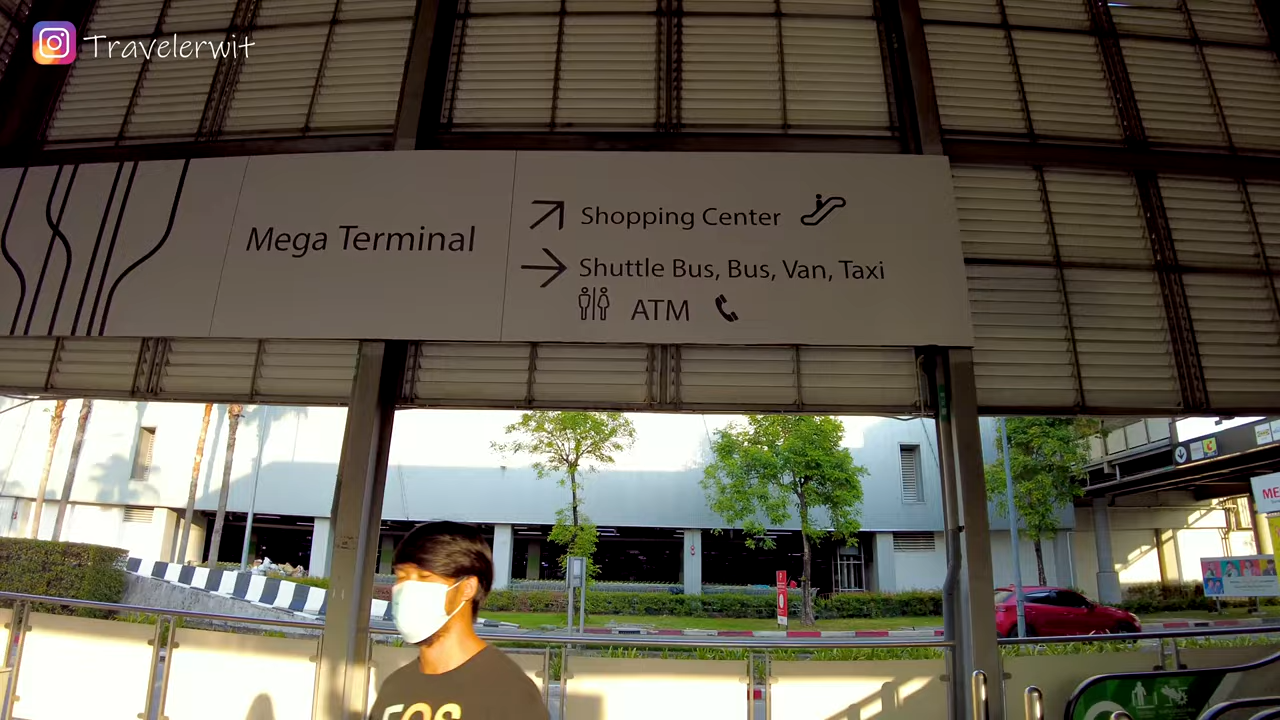 Travelerwit
Mega Terminal
Shopping Center
Shuttle Bus, Bus, Van, Taxi
ATM